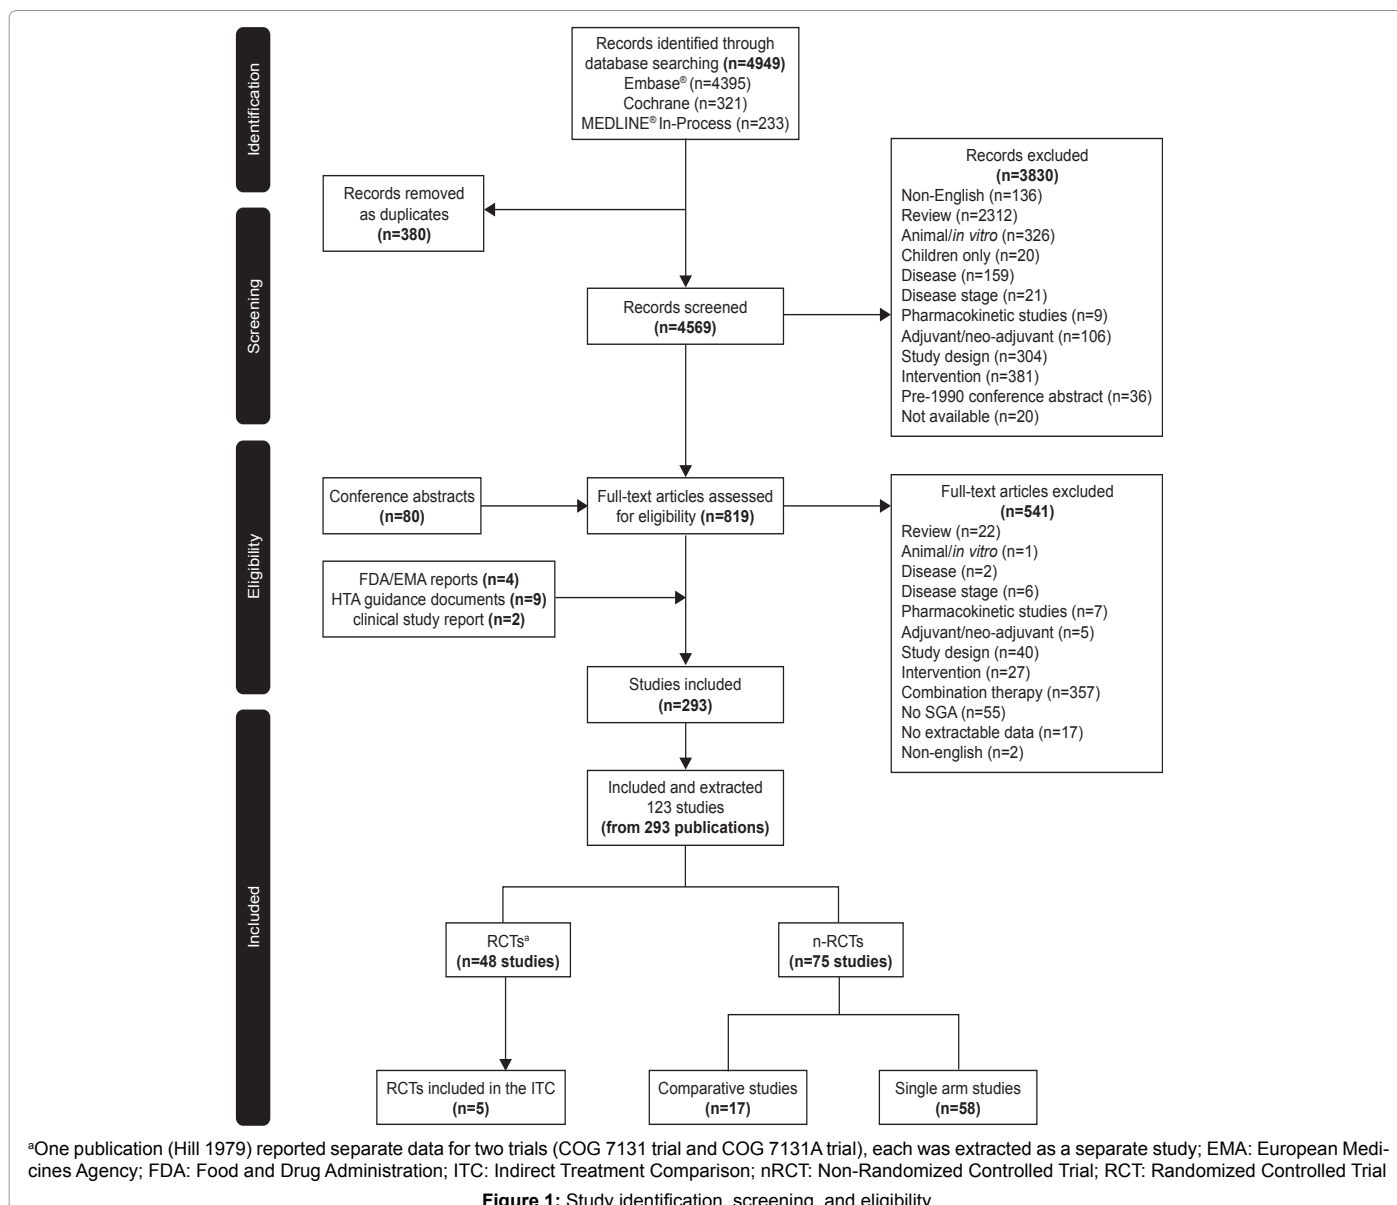 Identification
Screening
Eligibility
Included
Records identified through
database searching (n=4949)
Embase® (n=4395)
Cochrane (n=321)
MEDLINE® In-Process (n=233)
Records removed
as duplicates
(n=380)
Records excluded
(n=3830)
Non-English (n=136)
Review (n=2312)
Animal/in vitro (n=326)
Children only (n=20)
Disease (n=159)
Disease stage (n=21)
Pharmacokinetic studies (n=9)
Adjuvant/neo-adjuvant (n=106)
Study design (n=304)
Intervention (n=381)
Pre-1990 conference abstract (n=36)
Not available (n=20)
Records screened
(n=4569)
Conference abstracts
(n=80)
Full-text articles assessed
for eligibility (n=819)
Full-text articles excluded
(n=541)
Review (n=22)
Animal/in vitro (n=1)
Disease (n=2)
Disease stage (n=6)
Pharmacokinetic studies (n=7)
Adjuvant/neo-adjuvant (n=5)
Study design (n=40)
Intervention (n=27)
Combination therapy (n=357)
No SGA (n=55)
No extractable data (n=17)
Non-english (n=2)
FDA/EMA reports (n=4)
HTA guidance documents (n=9)
clinical study report (n=2)
Studies included
(n=293)
Included and extracted
123 studies
(from 293 publications)
RCTsᵃ
(n=48 studies)
n-RCTs
(n=75 studies)
RCTs included in the ITC
(n=5)
Comparative studies
(n=17)
Single arm studies
(n=58)
ᵃOne publication (Hill 1979) reported separate data for two trials (COG 7131 trial and COG 7131A trial), each was extracted as a separate study; EMA: European Medi-
cines Agency; FDA: Food and Drug Administration; ITC: Indirect Treatment Comparison; nRCT: Non-Randomized Controlled Trial; RCT: Randomized Controlled Trial
Figure 1: Study identification, screening, and eligibility